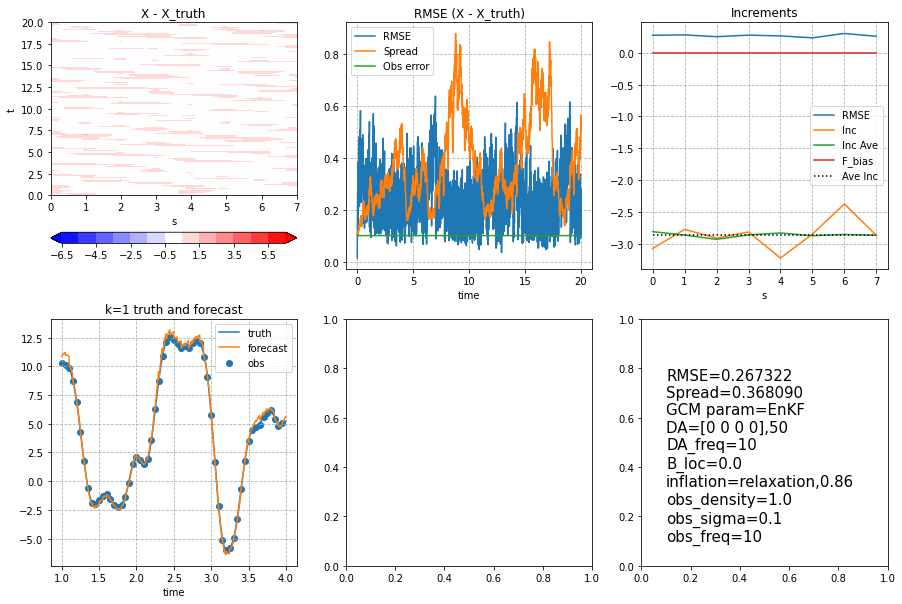 X - X_truth
20.0
17.5
15.0
12.5
10.0
7.5
5.0
2.5
0.0
t
0 1 2 3 4 5 6 7
s
−6.5 −4.5 −2.5 −0.5 1.5 3.5 5.5
RMSE (X - X_truth)
RMSE
Spread
Obs error
0.8
0.6
0.4
0.2
0.0
0 5 10 15 20
time
Increments
0.0
−0.5
−1.0
−1.5
−2.0
−2.5
−3.0
RMSE
Inc
Inc Ave
F_bias
Ave Inc
0 1 2 3 4 5 6 7
s
k=1 truth and forecast
truth
forecast
obs
12.5
10.0
7.5
5.0
2.5
0.0
−2.5
−5.0
1.0 1.5 2.0 2.5 3.0 3.5 4.0
time
1.0
0.8
0.6
0.4
0.2
0.0
0.0 0.2 0.4 0.6 0.8 1.0
1.0
0.8
0.6
0.4
0.2
0.0
RMSE=0.267322
Spread=0.368090
GCM param=EnKF
DA=[0 0 0 0],50
DA_freq=10
B_loc=0.0
inflation=relaxation,0.86
obs_density=1.0
obs_sigma=0.1
obs_freq=10
0.0 0.2 0.4 0.6 0.8 1.0